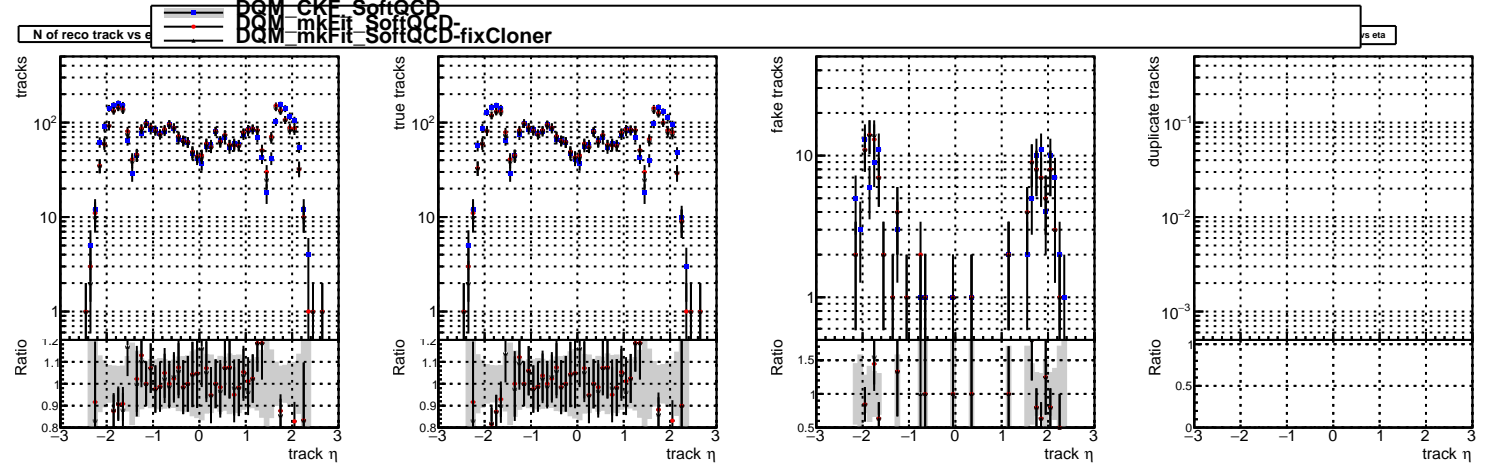 DQM_CKF_SoftQCD
DQM_mkFit_SoftQCD-
DQM_mkFit_SoftQCD-fixCloner
N of reco track vs e
vs eta
tracks
10²
10
1
Ratio
1.2
1.1
1
0.9
0.8
−3 −2 −1 0 1 2 3
track η
true tracks
10²
10
1
Ratio
1.2
1.1
1
0.9
0.8
−3 −2 −1 0 1 2 3
track η
fake tracks
10
1
Ratio
1.5
1
0.5
−3 −2 −1 0 1 2 3
track η
duplicate tracks
10⁻¹
10⁻²
10⁻³
Ratio
1
0.5
0
−3 −2 −1 0 1 2 3
track η